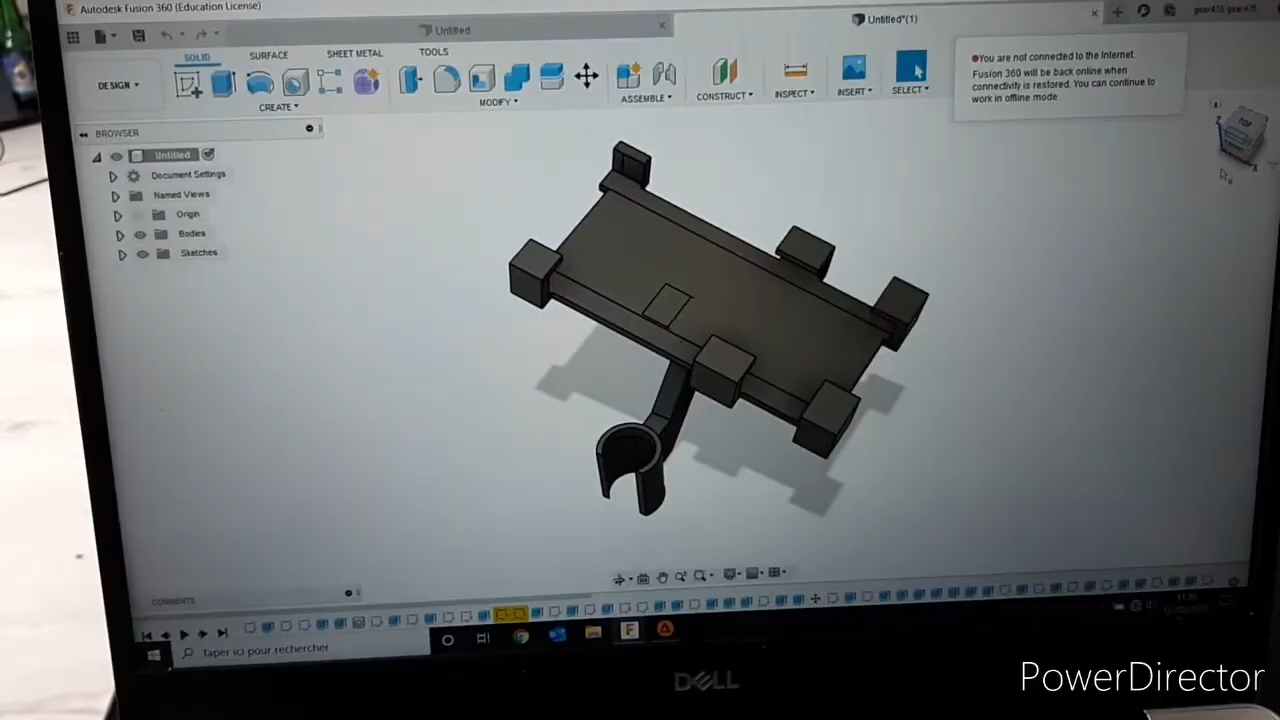 Autodesk Fusion 360 (Education License)
Untitled
Untitled*(1)
SOLID
SURFACE
SHEET METAL
TOOLS
DESIGN
CREATE
MODIFY
ASSEMBLE
CONSTRUCT
INSPECT
INSERT
SELECT
You are not connected to the internet.
Fusion 360 will be back online when
connectivity is restored. You can continue to
work in offline mode
TOP
BROWSER
Untitled
Document Settings
Named Views
Origin
Bodies
Sketches
COMMENTS
Taper ici pour rechercher
DELL
PowerDirector